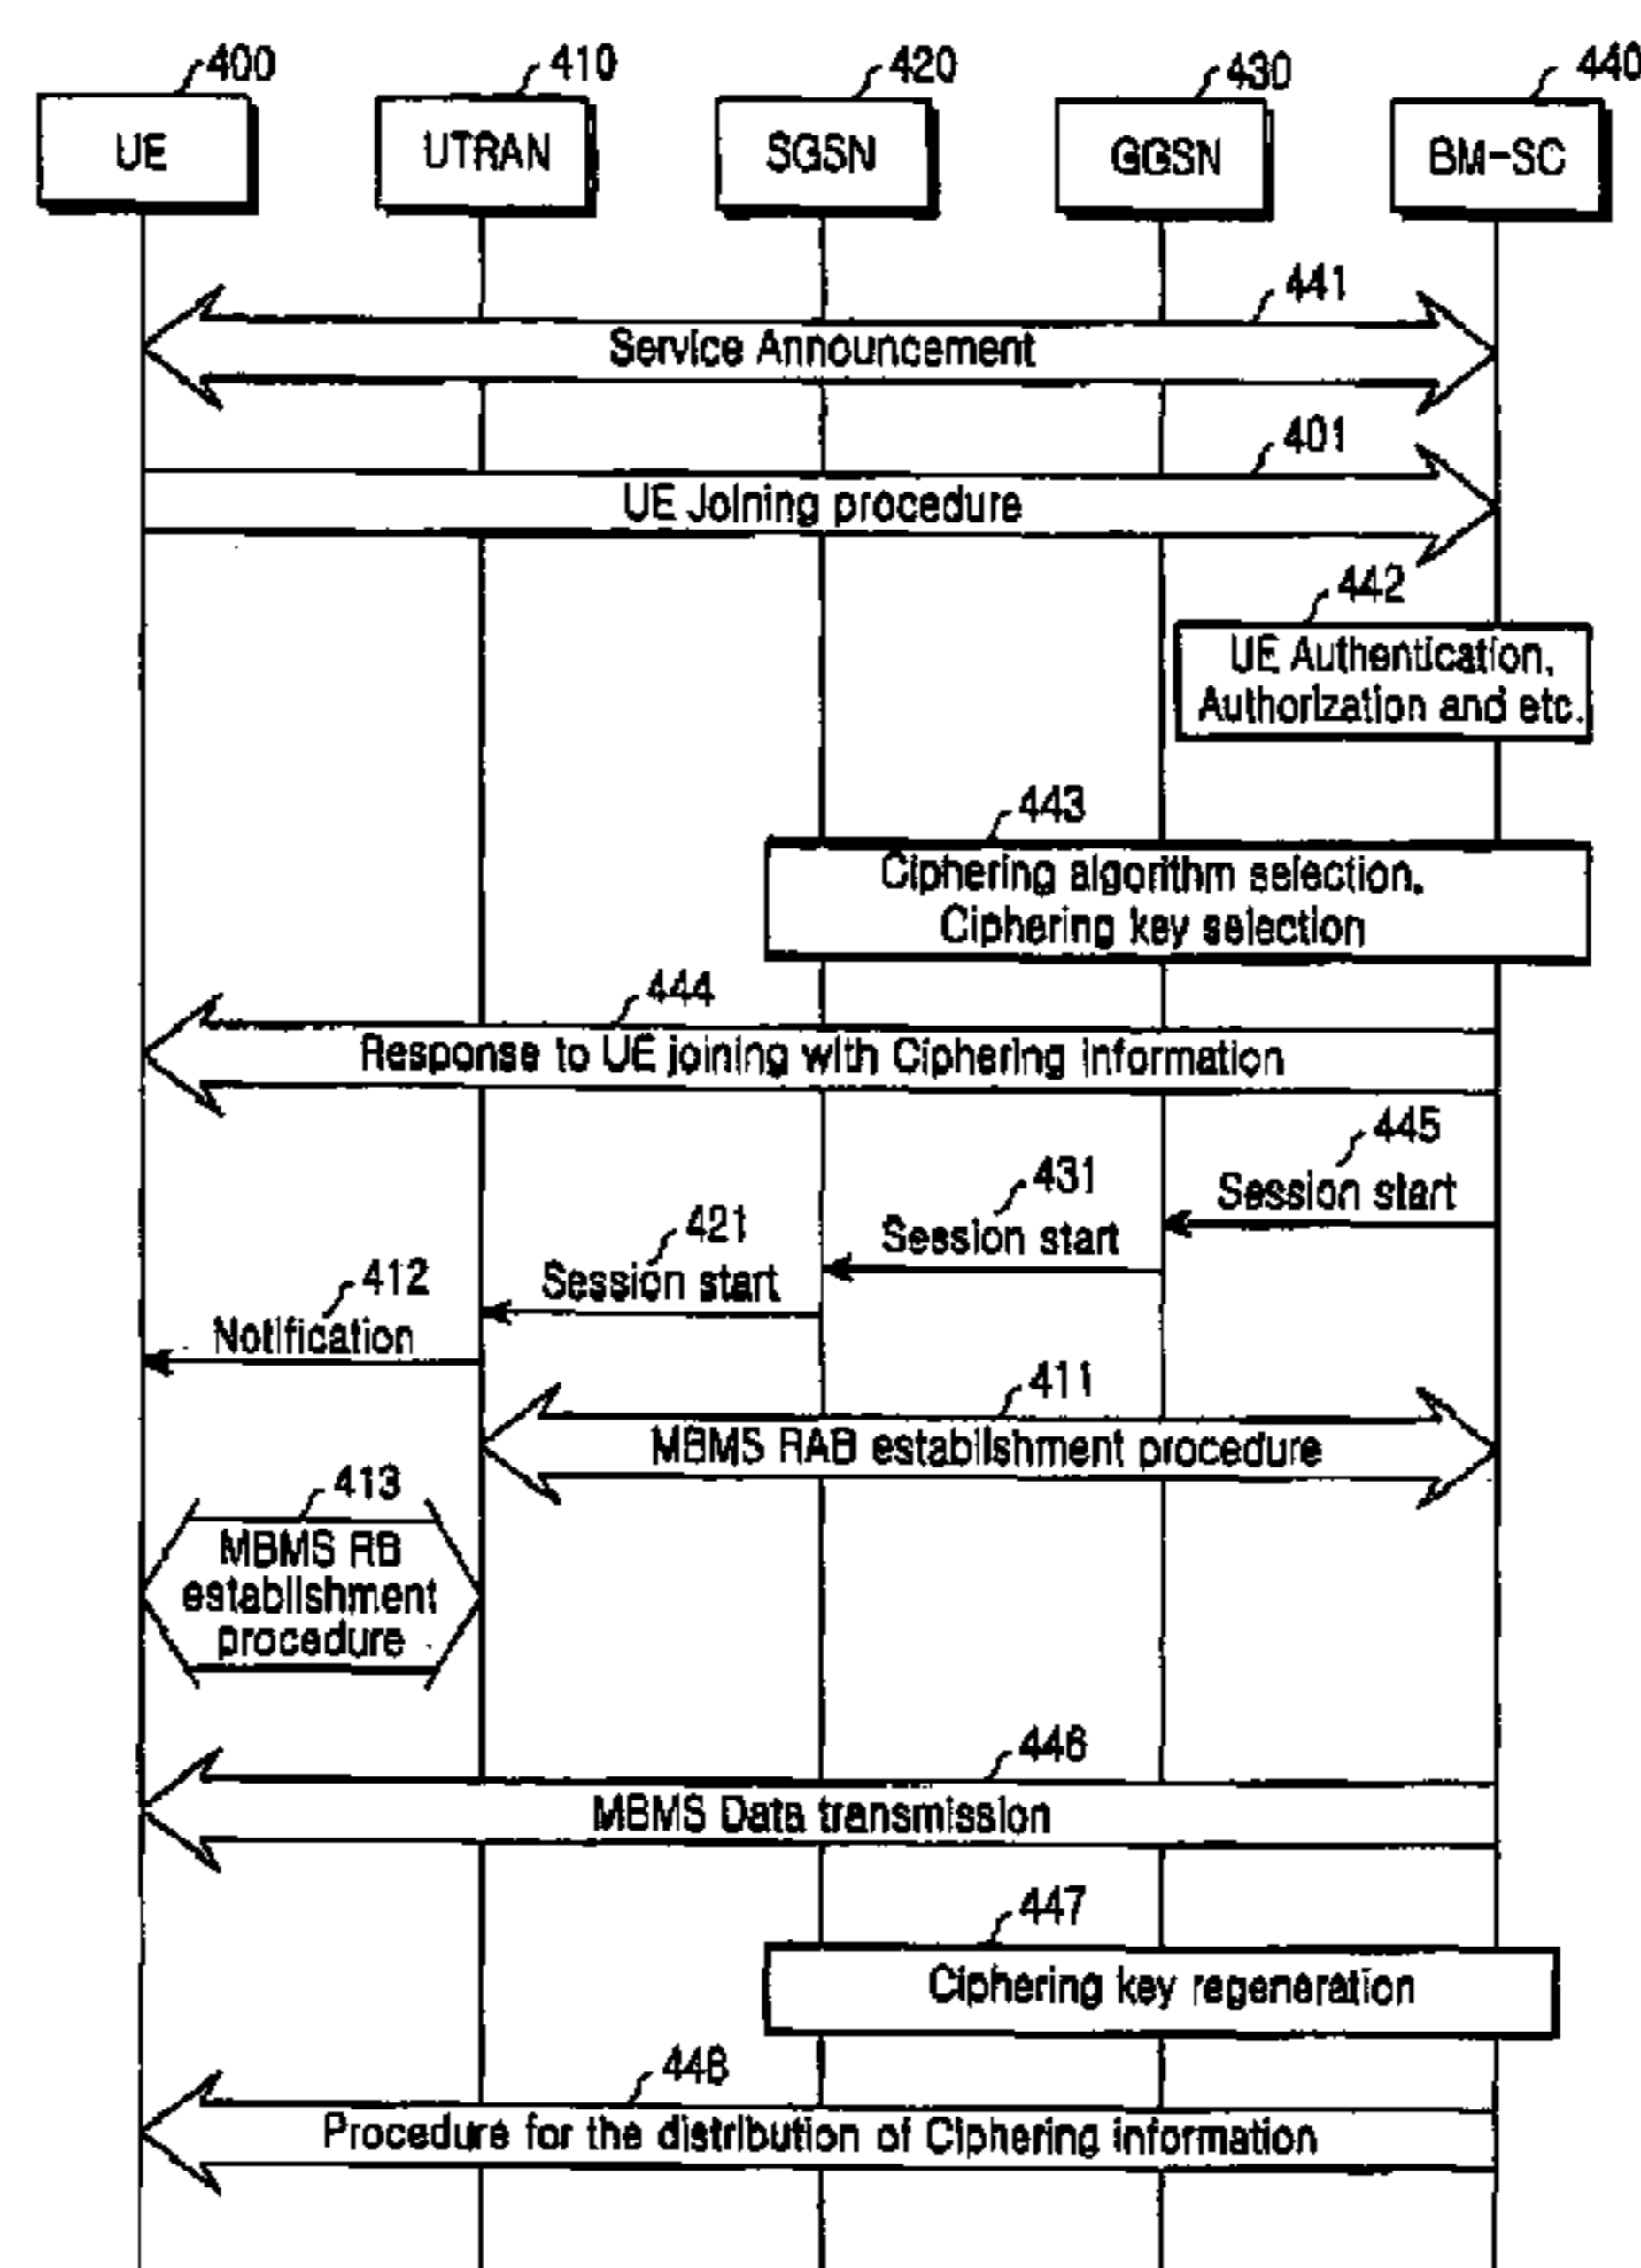 400
410
420
430
440
UE
UTRAN
SGSN
GGSN
BM-SC
441
Service Announcement
401
UE Joining procedure
442
UE Authentication,
Authorization and etc.
443
Ciphering algorithm selection,
Ciphering key selection
444
Response to UE joining with Ciphering information
445
Session start
431
Session start
421
Session start
412
Notification
411
MBMS RAB establishment procedure
413
MBMS RB
establishment
procedure
446
MBMS Data transmission
447
Ciphering key regeneration
448
Procedure for the distribution of Ciphering information